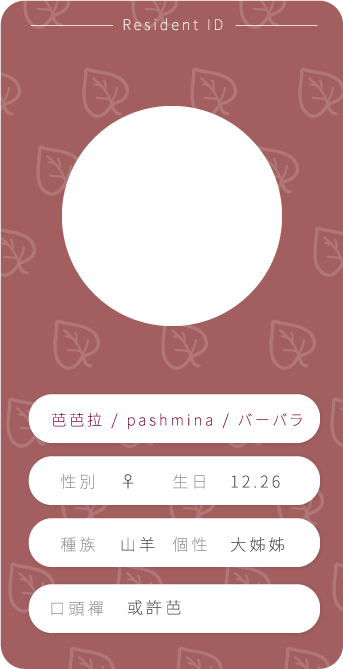 Resident ID
芭芭拉 / pashmina / バーバラ
性別 ♀ 生日 12.26
種族 山羊 個性 大姊姊
口頭禪 或許芭